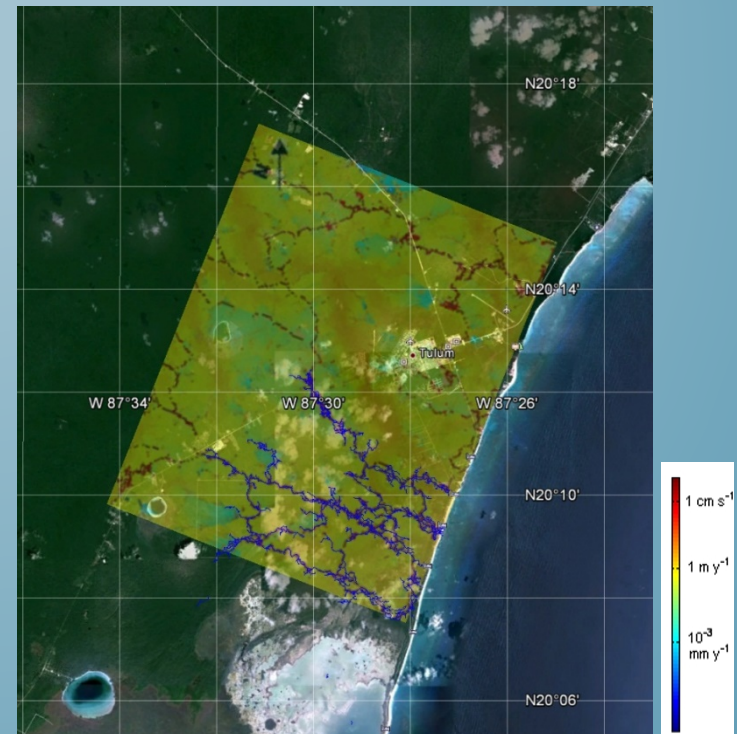 N20°18'
N
N20°14'
Tulum
W 87°34'
W 87°30'
W 87°26'
N20°10'
N20°06'
1 cm s⁻¹
1 m y⁻¹
10⁻³
mm y⁻¹